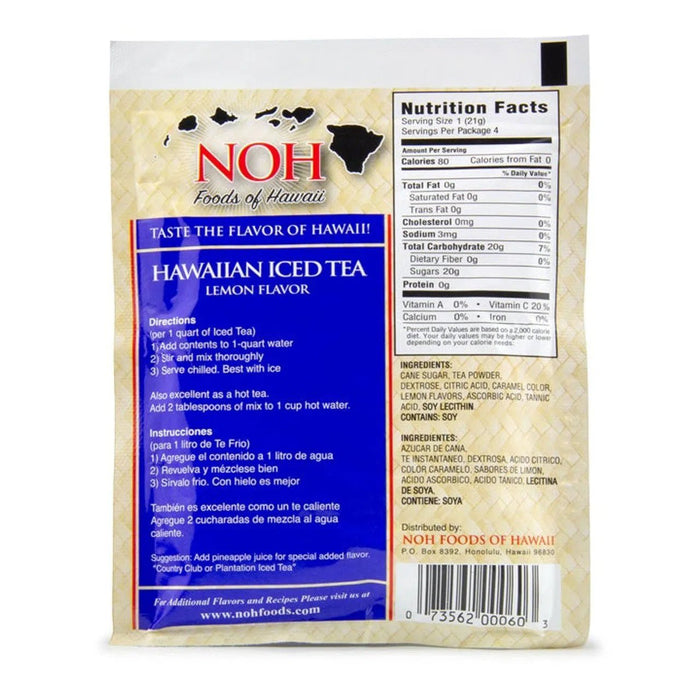 NOH
Foods of Hawaii
TASTE THE FLAVOR OF HAWAII!
HAWAIIAN ICED TEA
LEMON FLAVOR
Directions
(per 1 quart of Iced Tea)
1) Add contents to 1-quart water
2) Stir and mix thoroughly
3) Serve chilled. Best with ice
Also excellent as a hot tea.
Add 2 tablespoons of mix to 1 cup hot water.
Instrucciones
(para 1 litro de Te Frio)
1) Agregue el contenido a 1 litro de agua
2) Revuelva y mézclese bien
3) Sírvalo frio. Con hielo es mejor
También es excelente como un te caliente
Agregue 2 cucharadas de mezcla al agua
caliente.
Suggestion: Add pineapple juice for special added flavor.
"Country Club or Plantation Iced Tea"
For Additional Flavors and Recipes Please visit us at
www.nohfoods.com
Nutrition Facts
Serving Size 1 (21g)
Servings Per Package 4
Amount Per Serving
Calories 80 Calories from Fat 0
% Daily Value*
Total Fat 0g 0%
Saturated Fat 0g 0%
Trans Fat 0g
Cholesterol 0mg 0%
Sodium 3mg 0%
Total Carbohydrate 20g 7%
Dietary Fiber 0g 0%
Sugars 20g
Protein 0g
Vitamin A 0% • Vitamin C 20%
Calcium 0% • Iron 0%
*Percent Daily Values are based on a 2,000 calorie
diet. Your daily values may be higher or lower
depending on your calorie needs.
INGREDIENTS:
CANE SUGAR, TEA POWDER,
DEXTROSE, CITRIC ACID, CARAMEL COLOR,
LEMON FLAVORS, ASCORBIC ACID, TANNIC
ACID, SOY LECITHIN
CONTAINS: SOY
INGREDIENTES:
AZUCAR DE CANA,
TE INSTANTANEO, DEXTROSA, ACIDO CITRICO,
COLOR CARAMELO, SABORES DE LIMON,
ACIDO ASCORBICO, ACIDO TANICO, LECITINA
DE SOYA.
CONTIENE: SOYA
Distributed by:
NOH FOODS OF HAWAII
P.O. Box 8392, Honolulu, Hawaii 96830
0 73562 00060 3